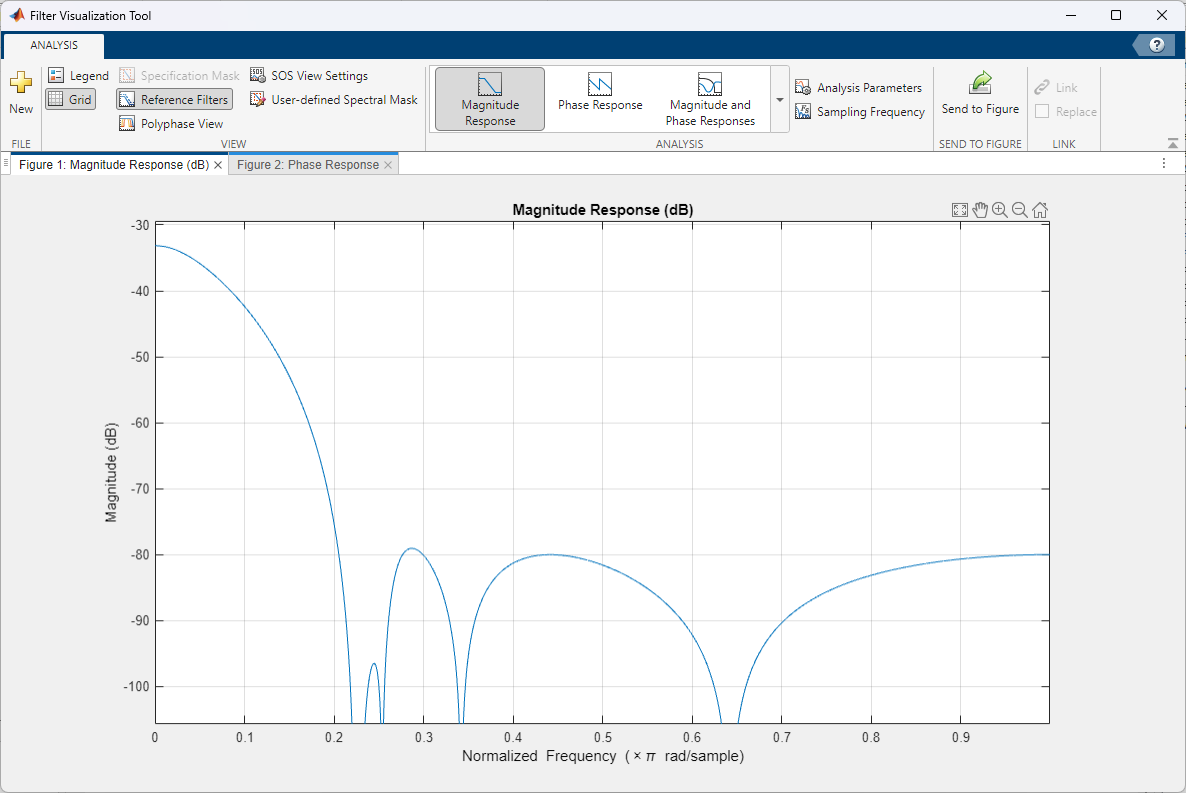 Filter Visualization Tool
ANALYSIS
?
New
Legend
Grid
Specification Mask
Reference Filters
Polyphase View
SOS
SOS View Settings
User-defined Spectral Mask
Magnitude
Response
Phase Response
Magnitude and
Phase Responses
Analysis Parameters
Fs
Sampling Frequency
Send to Figure
Link
Replace
FILE
VIEW
ANALYSIS
SEND TO FIGURE
LINK
Figure 1: Magnitude Response (dB)
Figure 2: Phase Response
Magnitude Response (dB)
-30
-40
-50
-60
-70
-80
-90
-100
Magnitude (dB)
0
0.1
0.2
0.3
0.4
0.5
0.6
0.7
0.8
0.9
Normalized Frequency (× π rad/sample)